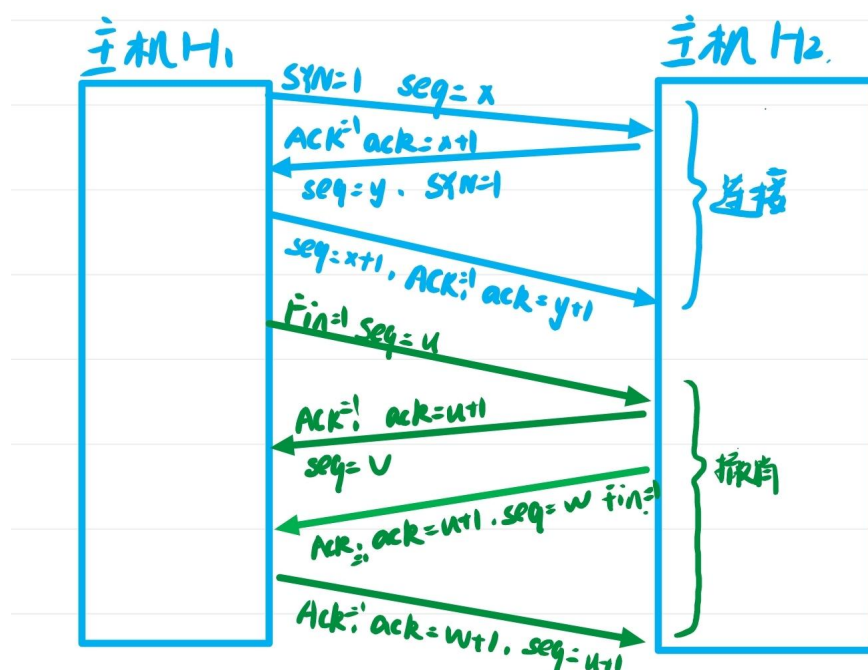 主机H₁
主机H₂.
SYN=1 seq=x
ACK=1 ack=x+1
seq=y. SYN=1
连接
seq=x+1, ACK=1 ack=y+1
Fin=1 seq=u
ACK=1 ack=u+1
seq=v
撤销
ACK=1 ack=u+1. seq=w Fin=1
ACK=1 ack=w+1, seq=u+1